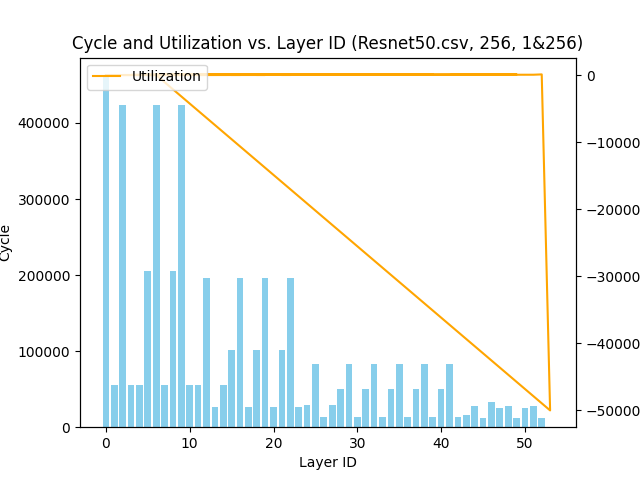 Cycle and Utilization vs. Layer ID (Resnet50.csv, 256, 1&256)
Utilization
400000
300000
200000
100000
0
Cycle
0
−10000
−20000
−30000
−40000
−50000
0 10 20 30 40 50
Layer ID